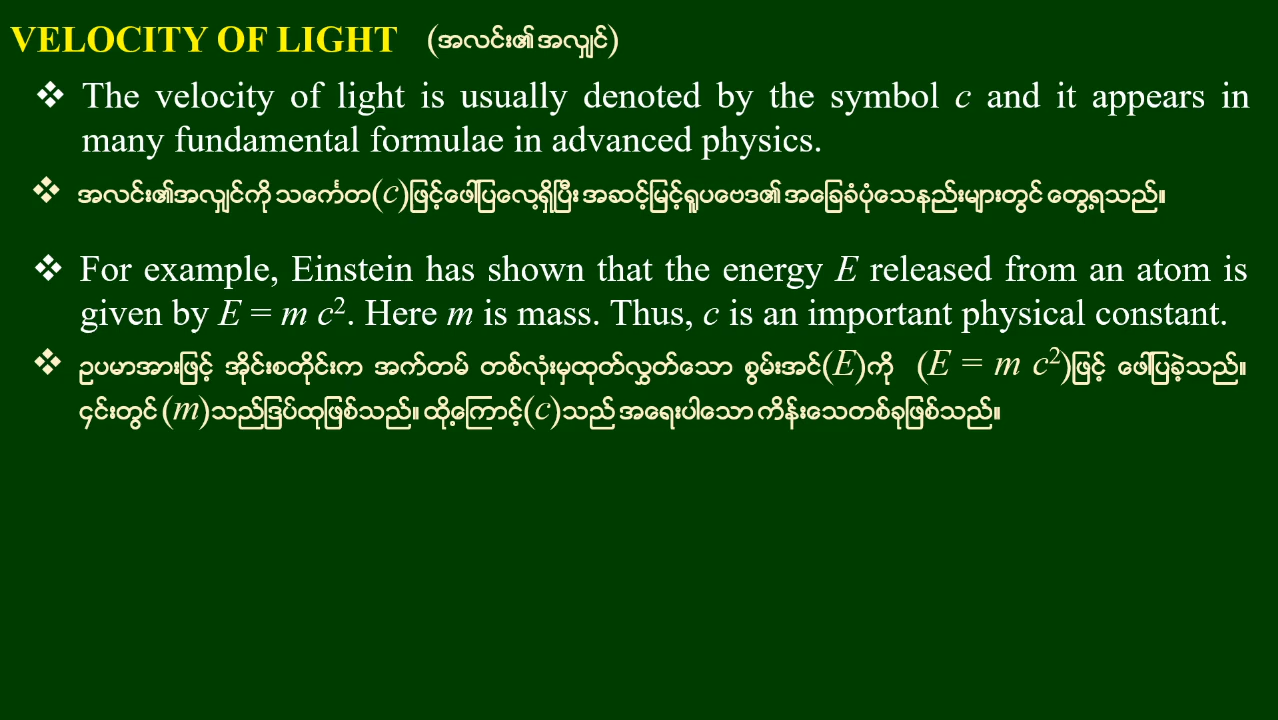 VELOCITY OF LIGHT (အလင်း၏အလျှင်)
❖ The velocity of light is usually denoted by the symbol c and it appears in
many fundamental formulae in advanced physics.
❖ အလင်း၏အလျှင်ကို သင်္ကေတ(c)ဖြင့်ဖေါ်ပြလေ့ရှိပြီး အဆင့်မြင့်ရူပဗေဒ၏ အခြေခံပုံသေနည်းများတွင် တွေ့ရသည်။
❖ For example, Einstein has shown that the energy E released from an atom is
given by E = m c². Here m is mass. Thus, c is an important physical constant.
❖ ဥပမာအားဖြင့် အိုင်းစတိုင်းက အက်တမ် တစ်လုံးမှထုတ်လွှတ်သော စွမ်းအင်(E)ကို (E = m c²)ဖြင့် ဖေါ်ပြခဲ့သည်။
၄င်းတွင် (m)သည်ဒြပ်ထုဖြစ်သည်။ ထို့ကြောင့်(c)သည် အရေးပါသော ကိန်းသေတစ်ခုဖြစ်သည်။